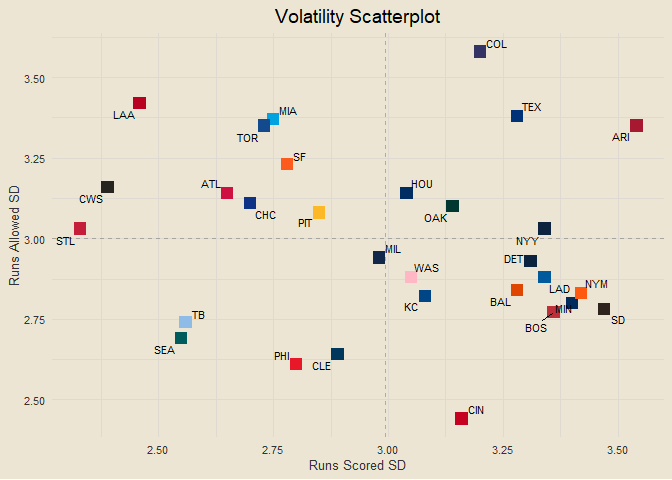 Volatility Scatterplot
COL
3.50
LAA
MIA
TEX
TOR
ARI
3.25
SF
ATL
HOU
CWS
CHC
PIT
OAK
Runs Allowed SD
3.00
STL
NYY
MIL
DET
WAS
LAD
NYM
KC
BAL
MIN
2.75
TB
BOS
SD
SEA
PHI
CLE
2.50
CIN
2.50
2.75
3.00
3.25
3.50
Runs Scored SD